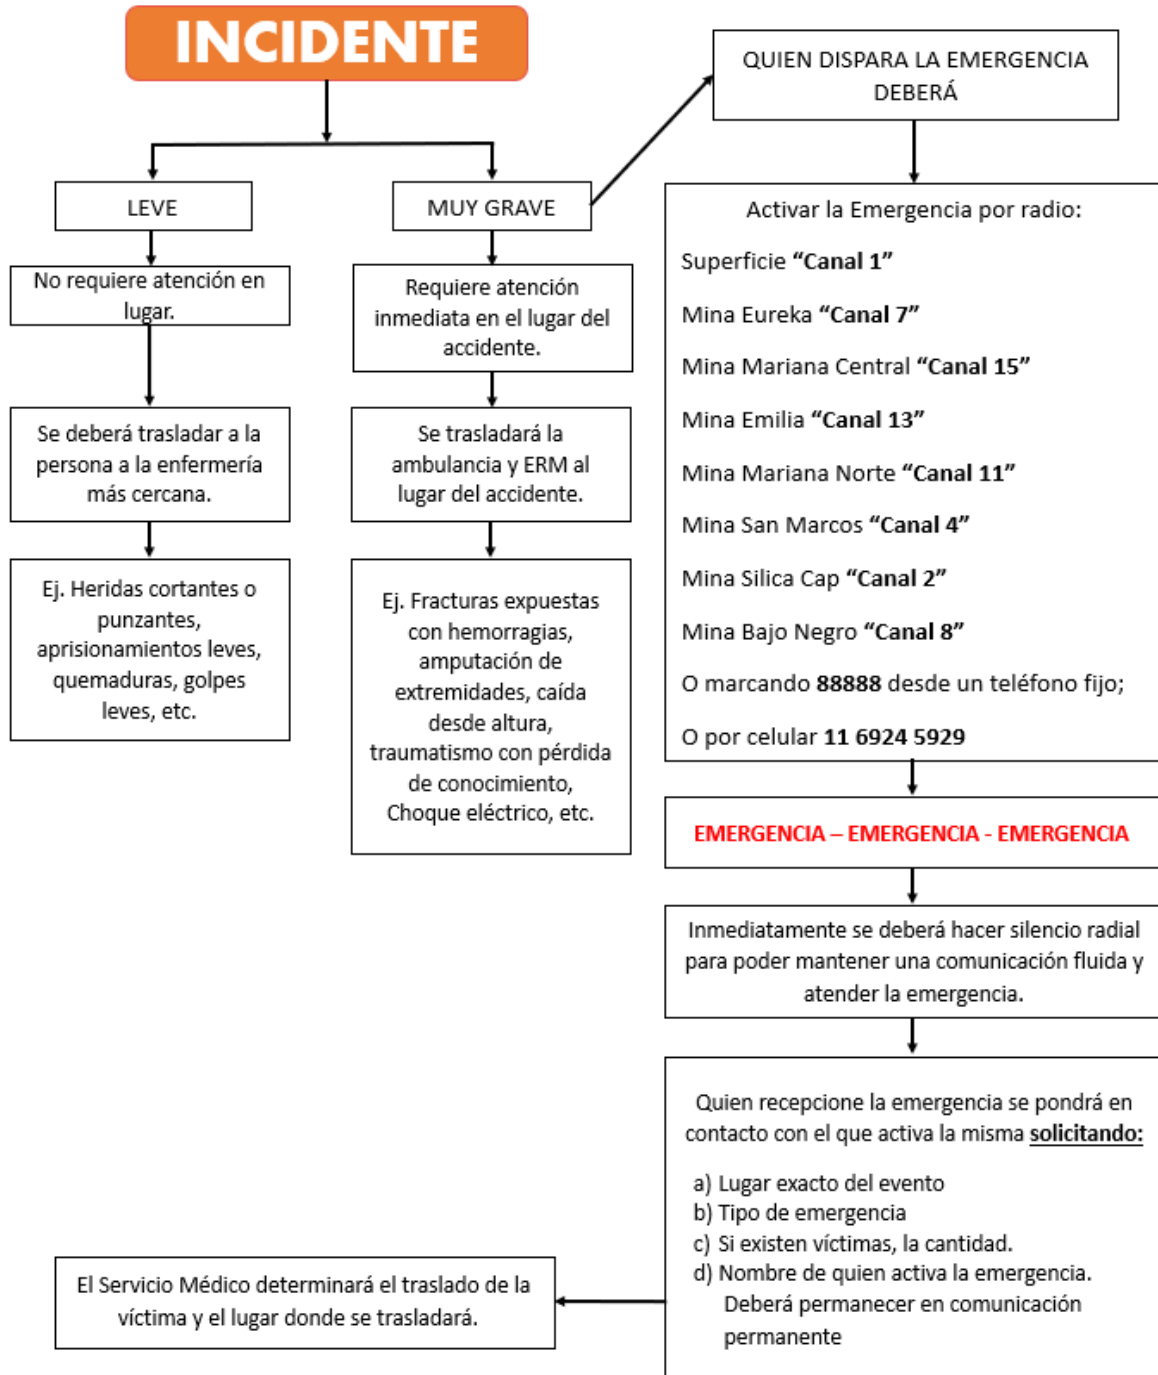 INCIDENTE
LEVE
No requiere atención en
lugar.
Se deberá trasladar a la
persona a la enfermería
más cercana.
Ej. Heridas cortantes o
punzantes,
aprisionamientos leves,
quemaduras, golpes
leves, etc.
MUY GRAVE
Requiere atención
inmediata en el lugar del
accidente.
Se trasladará la
ambulancia y ERM al
lugar del accidente.
Ej. Fracturas expuestas
con hemorragias,
amputación de
extremidades, caída
desde altura,
traumatismo con pérdida
de conocimiento,
Choque eléctrico, etc.
QUIEN DISPARA LA EMERGENCIA
DEBERÁ
Activar la Emergencia por radio:
Superficie “Canal 1”
Mina Eureka “Canal 7”
Mina Mariana Central “Canal 15”
Mina Emilia “Canal 13”
Mina Mariana Norte “Canal 11”
Mina San Marcos “Canal 4”
Mina Silica Cap “Canal 2”
Mina Bajo Negro “Canal 8”
O marcando 88888 desde un teléfono fijo;
O por celular 11 6924 5929
EMERGENCIA – EMERGENCIA - EMERGENCIA
Inmediatamente se deberá hacer silencio radial
para poder mantener una comunicación fluida y
atender la emergencia.
Quien recepcione la emergencia se pondrá en
contacto con el que activa la misma solicitando:
a) Lugar exacto del evento
b) Tipo de emergencia
c) Si existen víctimas, la cantidad.
d) Nombre de quien activa la emergencia.
Deberá permanecer en comunicación
permanente
El Servicio Médico determinará el traslado de la
víctima y el lugar donde se trasladará.